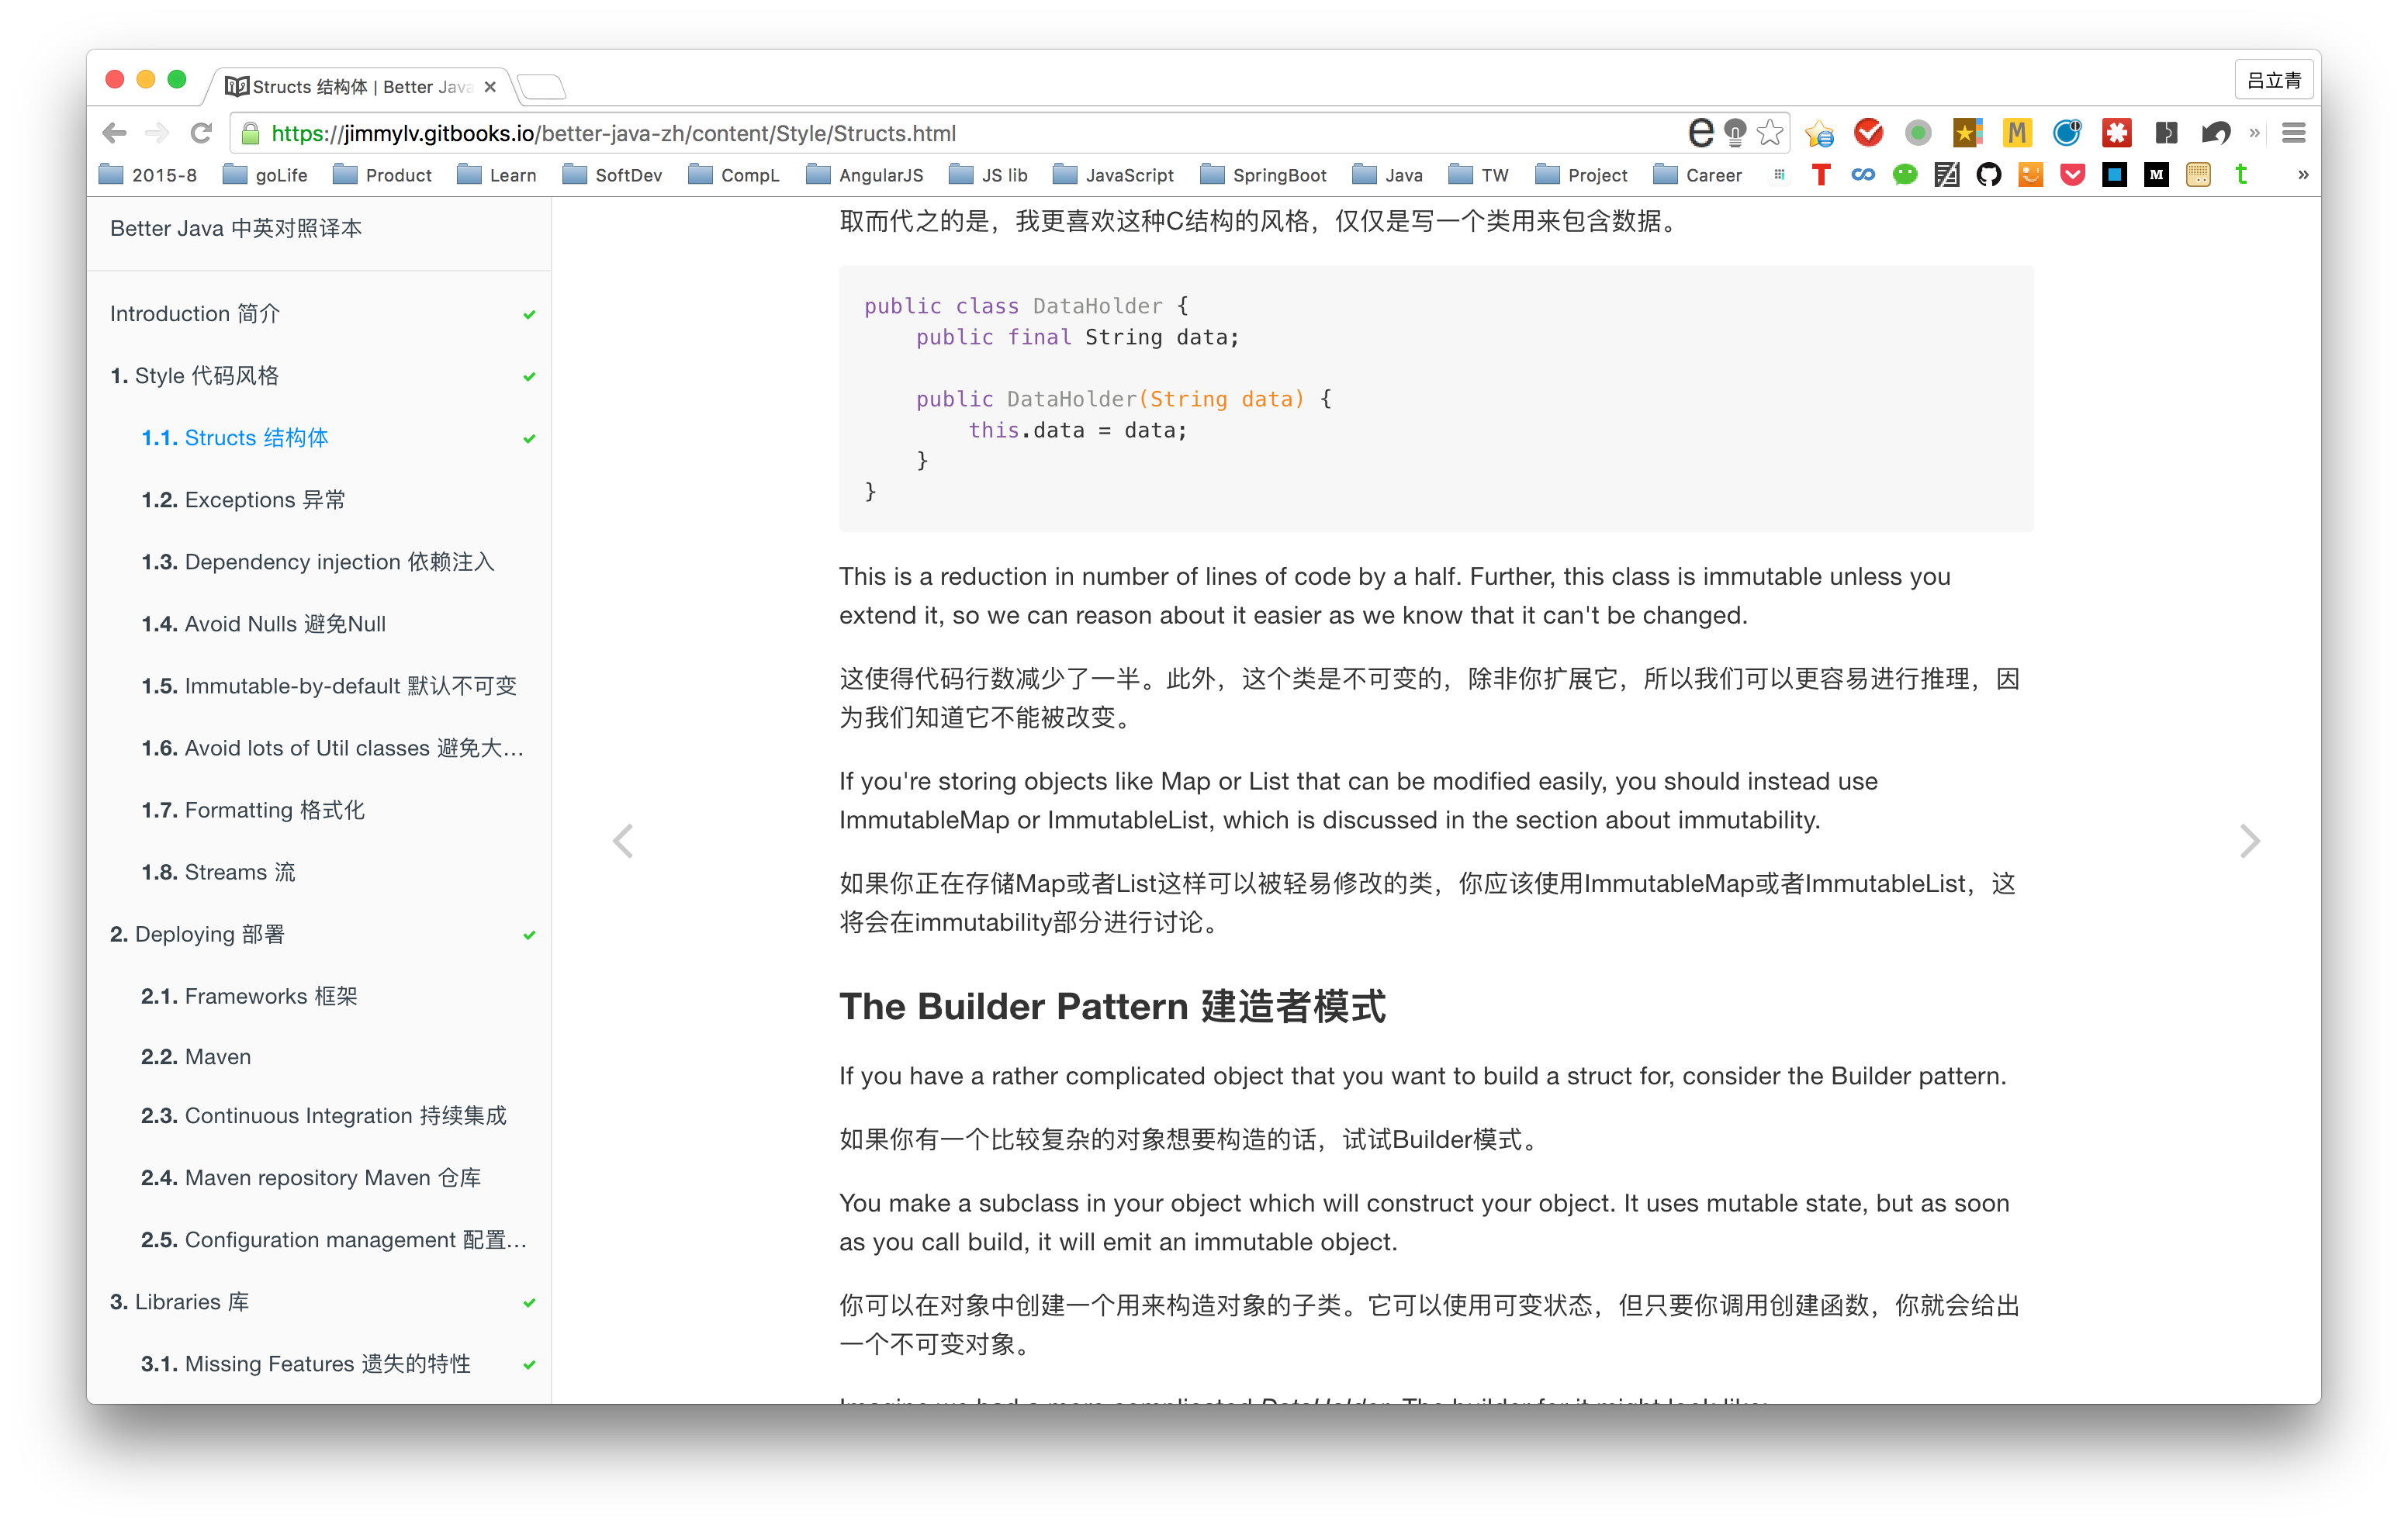 Structs 结构体 | Better Java
吕立青
https://jimmylv.gitbooks.io/better-java-zh/content/Style/Structs.html
2015-8 goLife Product Learn SoftDev CompL AngularJS JS lib JavaScript SpringBoot Java TW Project Career
Better Java 中英对照译本
Introduction 简介
1. Style 代码风格
1.1. Structs 结构体
1.2. Exceptions 异常
1.3. Dependency injection 依赖注入
1.4. Avoid Nulls 避免Null
1.5. Immutable-by-default 默认不可变
1.6. Avoid lots of Util classes 避免大…
1.7. Formatting 格式化
1.8. Streams 流
2. Deploying 部署
2.1. Frameworks 框架
2.2. Maven
2.3. Continuous Integration 持续集成
2.4. Maven repository Maven 仓库
2.5. Configuration management 配置…
3. Libraries 库
3.1. Missing Features 遗失的特性
取而代之的是，我更喜欢这种C结构的风格，仅仅是写一个类用来包含数据。
public class DataHolder {
    public final String data;
    public DataHolder(String data) {
        this.data = data;
    }
}
This is a reduction in number of lines of code by a half. Further, this class is immutable unless you
extend it, so we can reason about it easier as we know that it can't be changed.
这使得代码行数减少了一半。此外，这个类是不可变的，除非你扩展它，所以我们可以更容易进行推理，因
为我们知道它不能被改变。
If you're storing objects like Map or List that can be modified easily, you should instead use
ImmutableMap or ImmutableList, which is discussed in the section about immutability.
如果你正在存储Map或者List这样可以被轻易修改的类，你应该使用ImmutableMap或者ImmutableList，这
将会在immutability部分进行讨论。
The Builder Pattern 建造者模式
If you have a rather complicated object that you want to build a struct for, consider the Builder pattern.
如果你有一个比较复杂的对象想要构造的话，试试Builder模式。
You make a subclass in your object which will construct your object. It uses mutable state, but as soon
as you call build, it will emit an immutable object.
你可以在对象中创建一个用来构造对象的子类。它可以使用可变状态，但只要你调用创建函数，你就会给出
一个不可变对象。
Imagine we had a more complicated DataHolder. The builder for it might look like: